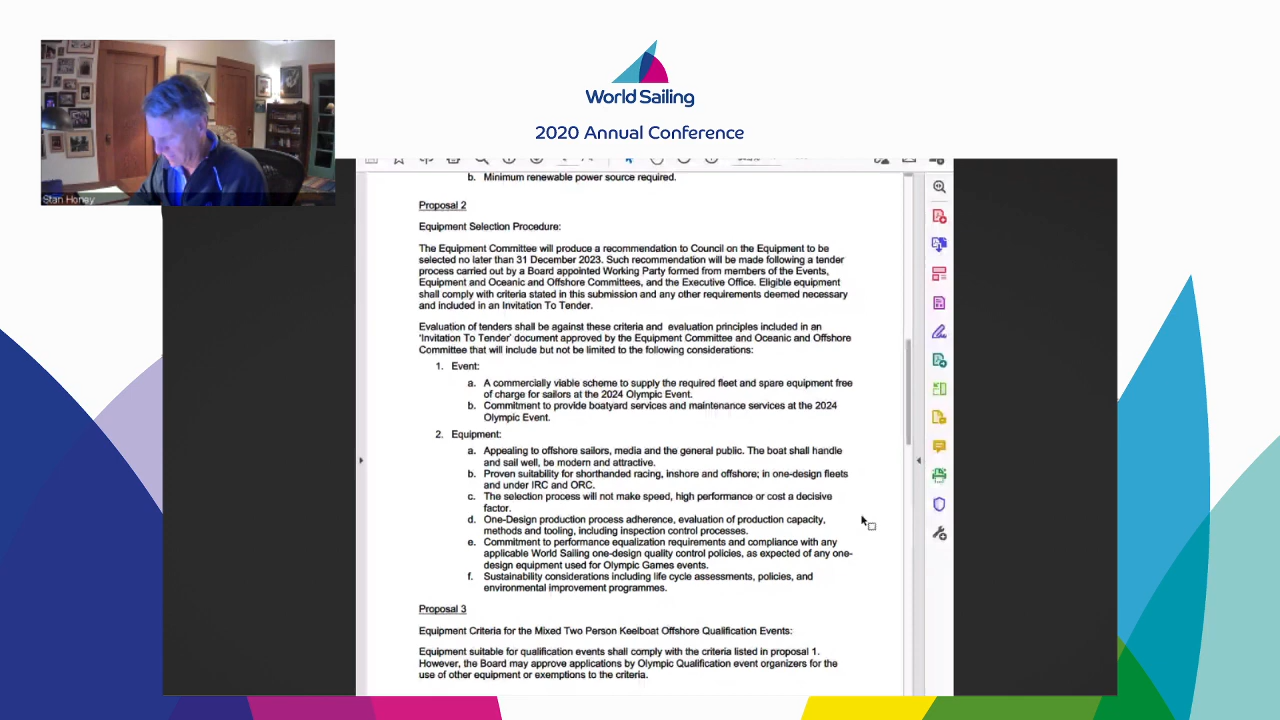 World Sailing
2020 Annual Conference
Stan Honey
b. Minimum renewable power source required.
Proposal 2
Equipment Selection Procedure:
The Equipment Committee will produce a recommendation to Council on the Equipment to be
selected no later than 31 December 2023. Such recommendation will be made following a tender
process carried out by a Board appointed Working Party formed from members of the Events,
Equipment and Oceanic and Offshore Committees, and the Executive Office. Eligible equipment
shall comply with criteria stated in this submission and any other requirements deemed necessary
and included in an Invitation To Tender.
Evaluation of tenders shall be against these criteria and evaluation principles included in an
'Invitation To Tender' document approved by the Equipment Committee and Oceanic and Offshore
Committee that will include but not be limited to the following considerations:
1. Event:
a. A commercially viable scheme to supply the required fleet and spare equipment free
of charge for sailors at the 2024 Olympic Event.
b. Commitment to provide boatyard services and maintenance services at the 2024
Olympic Event.
2. Equipment:
a. Appealing to offshore sailors, media and the general public. The boat shall handle
and sail well, be modern and attractive.
b. Proven suitability for shorthanded racing, inshore and offshore; in one-design fleets
and under IRC and ORC.
c. The selection process will not make speed, high performance or cost a decisive
factor.
d. One-Design production process adherence, evaluation of production capacity,
methods and tooling, including inspection control processes.
e. Commitment to performance equalization requirements and compliance with any
applicable World Sailing one-design quality control policies, as expected of any one-
design equipment used for Olympic Games events.
f. Sustainability considerations including life cycle assessments, policies, and
environmental improvement programmes.
Proposal 3
Equipment Criteria for the Mixed Two Person Keelboat Offshore Qualification Events:
Equipment suitable for qualification events shall comply with the criteria listed in proposal 1.
However, the Board may approve applications by Olympic Qualification event organizers for the
use of other equipment or exemptions to the criteria.